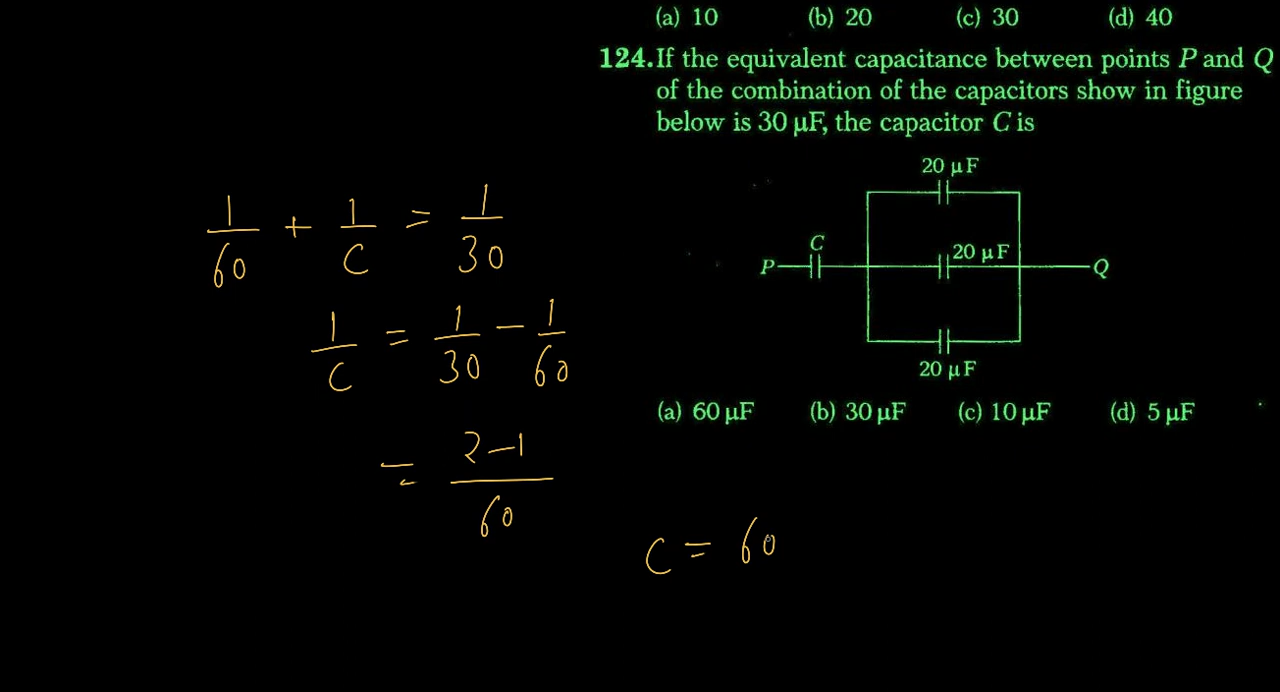 (a) 10 (b) 20 (c) 30 (d) 40
124. If the equivalent capacitance between points P and Q
of the combination of the capacitors show in figure
below is 30 µF, the capacitor C is
20 µF
C
20 µF
P
Q
20 µF
(a) 60 µF (b) 30 µF (c) 10 µF (d) 5 µF
1/60 + 1/C = 1/30
1/C = 1/30 − 1/60
= 2−1/60
C = 60